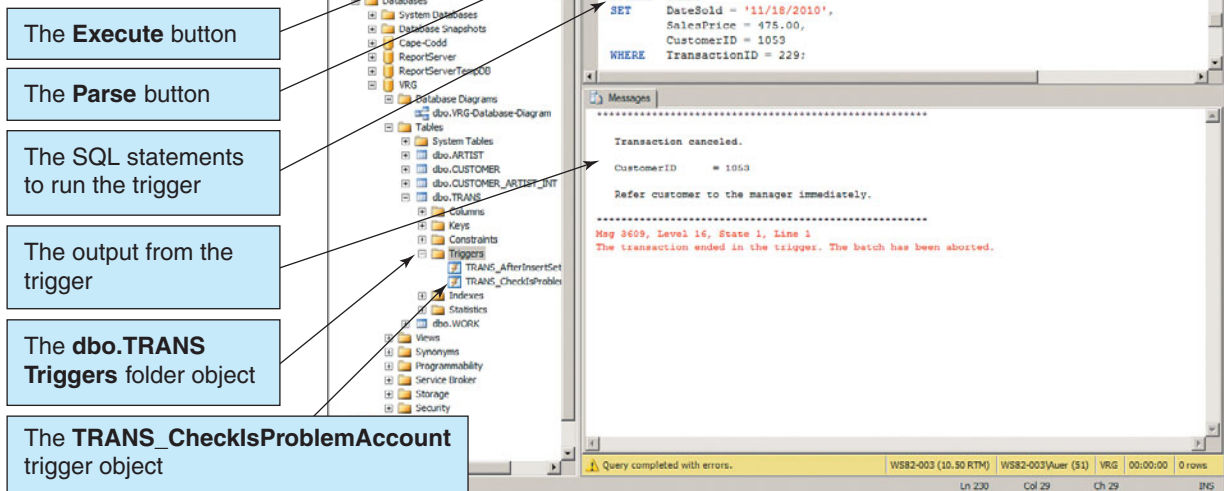 The Execute button
The Parse button
The SQL statements
to run the trigger
The output from the
trigger
The dbo.TRANS
Triggers folder object
The TRANS_CheckIsProblemAccount
trigger object
Databases
System Databases
Database Snapshots
Cape-Codd
ReportServer
ReportServerTempDB
VRG
Database Diagrams
dbo.VRG-Database-Diagram
Tables
System Tables
dbo.ARTIST
dbo.CUSTOMER
dbo.CUSTOMER_ARTIST_INT
dbo.TRANS
Columns
Keys
Constraints
Triggers
TRANS_AfterInsertSet
TRANS_CheckIsProble
Indexes
Statistics
dbo.WORK
Views
Synonyms
Programmability
Service Broker
Storage
Security
SET DateSold = '11/18/2010',
SalesPrice = 475.00,
CustomerID = 1053
WHERE TransactionID = 229;
Messages
Transaction canceled.
CustomerID = 1053
Refer customer to the manager immediately.
Msg 3609, Level 16, State 1, Line 1
The transaction ended in the trigger. The batch has been aborted.
Query completed with errors. WS82-003 (10.50 RTM) WS82-003\Auer (51) VRG 00:00:00 0 rows
Ln 230 Col 29 Ch 29 INS